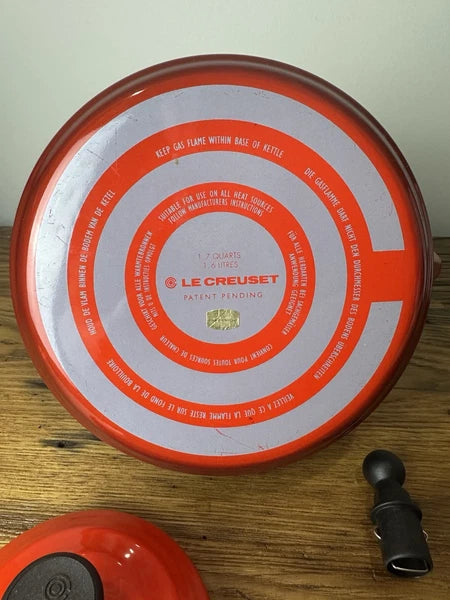 KEEP GAS FLAME WITHIN BASE OF KETTLE
DIE GASFLAMME DARF NICHT DEN DURCHMESSER DES BODENS ÜBERSCHREITEN
VEILLEZ A CE QUE LA FLAMME RESTE SUR LE FOND DE LA BOUILLOIRE
HOUD DE VLAM BINNEN DE BODEM VAN DE KETEL
SUITABLE FOR USE ON ALL HEAT SOURCES
FOLLOW MANUFACTURERS INSTRUCTIONS
FÜR ALLE HERDARTEN BEI SACHGEMÄSSER
ANWENDUNG GEEIGNET
CONVIENT POUR TOUTES SOURCES DE CHALEUR
GESCHIKT VOOR ALLE WARMTEBRONNEN
1.7 QUARTS
1.6 LITRES
LE CREUSET
PATENT PENDING